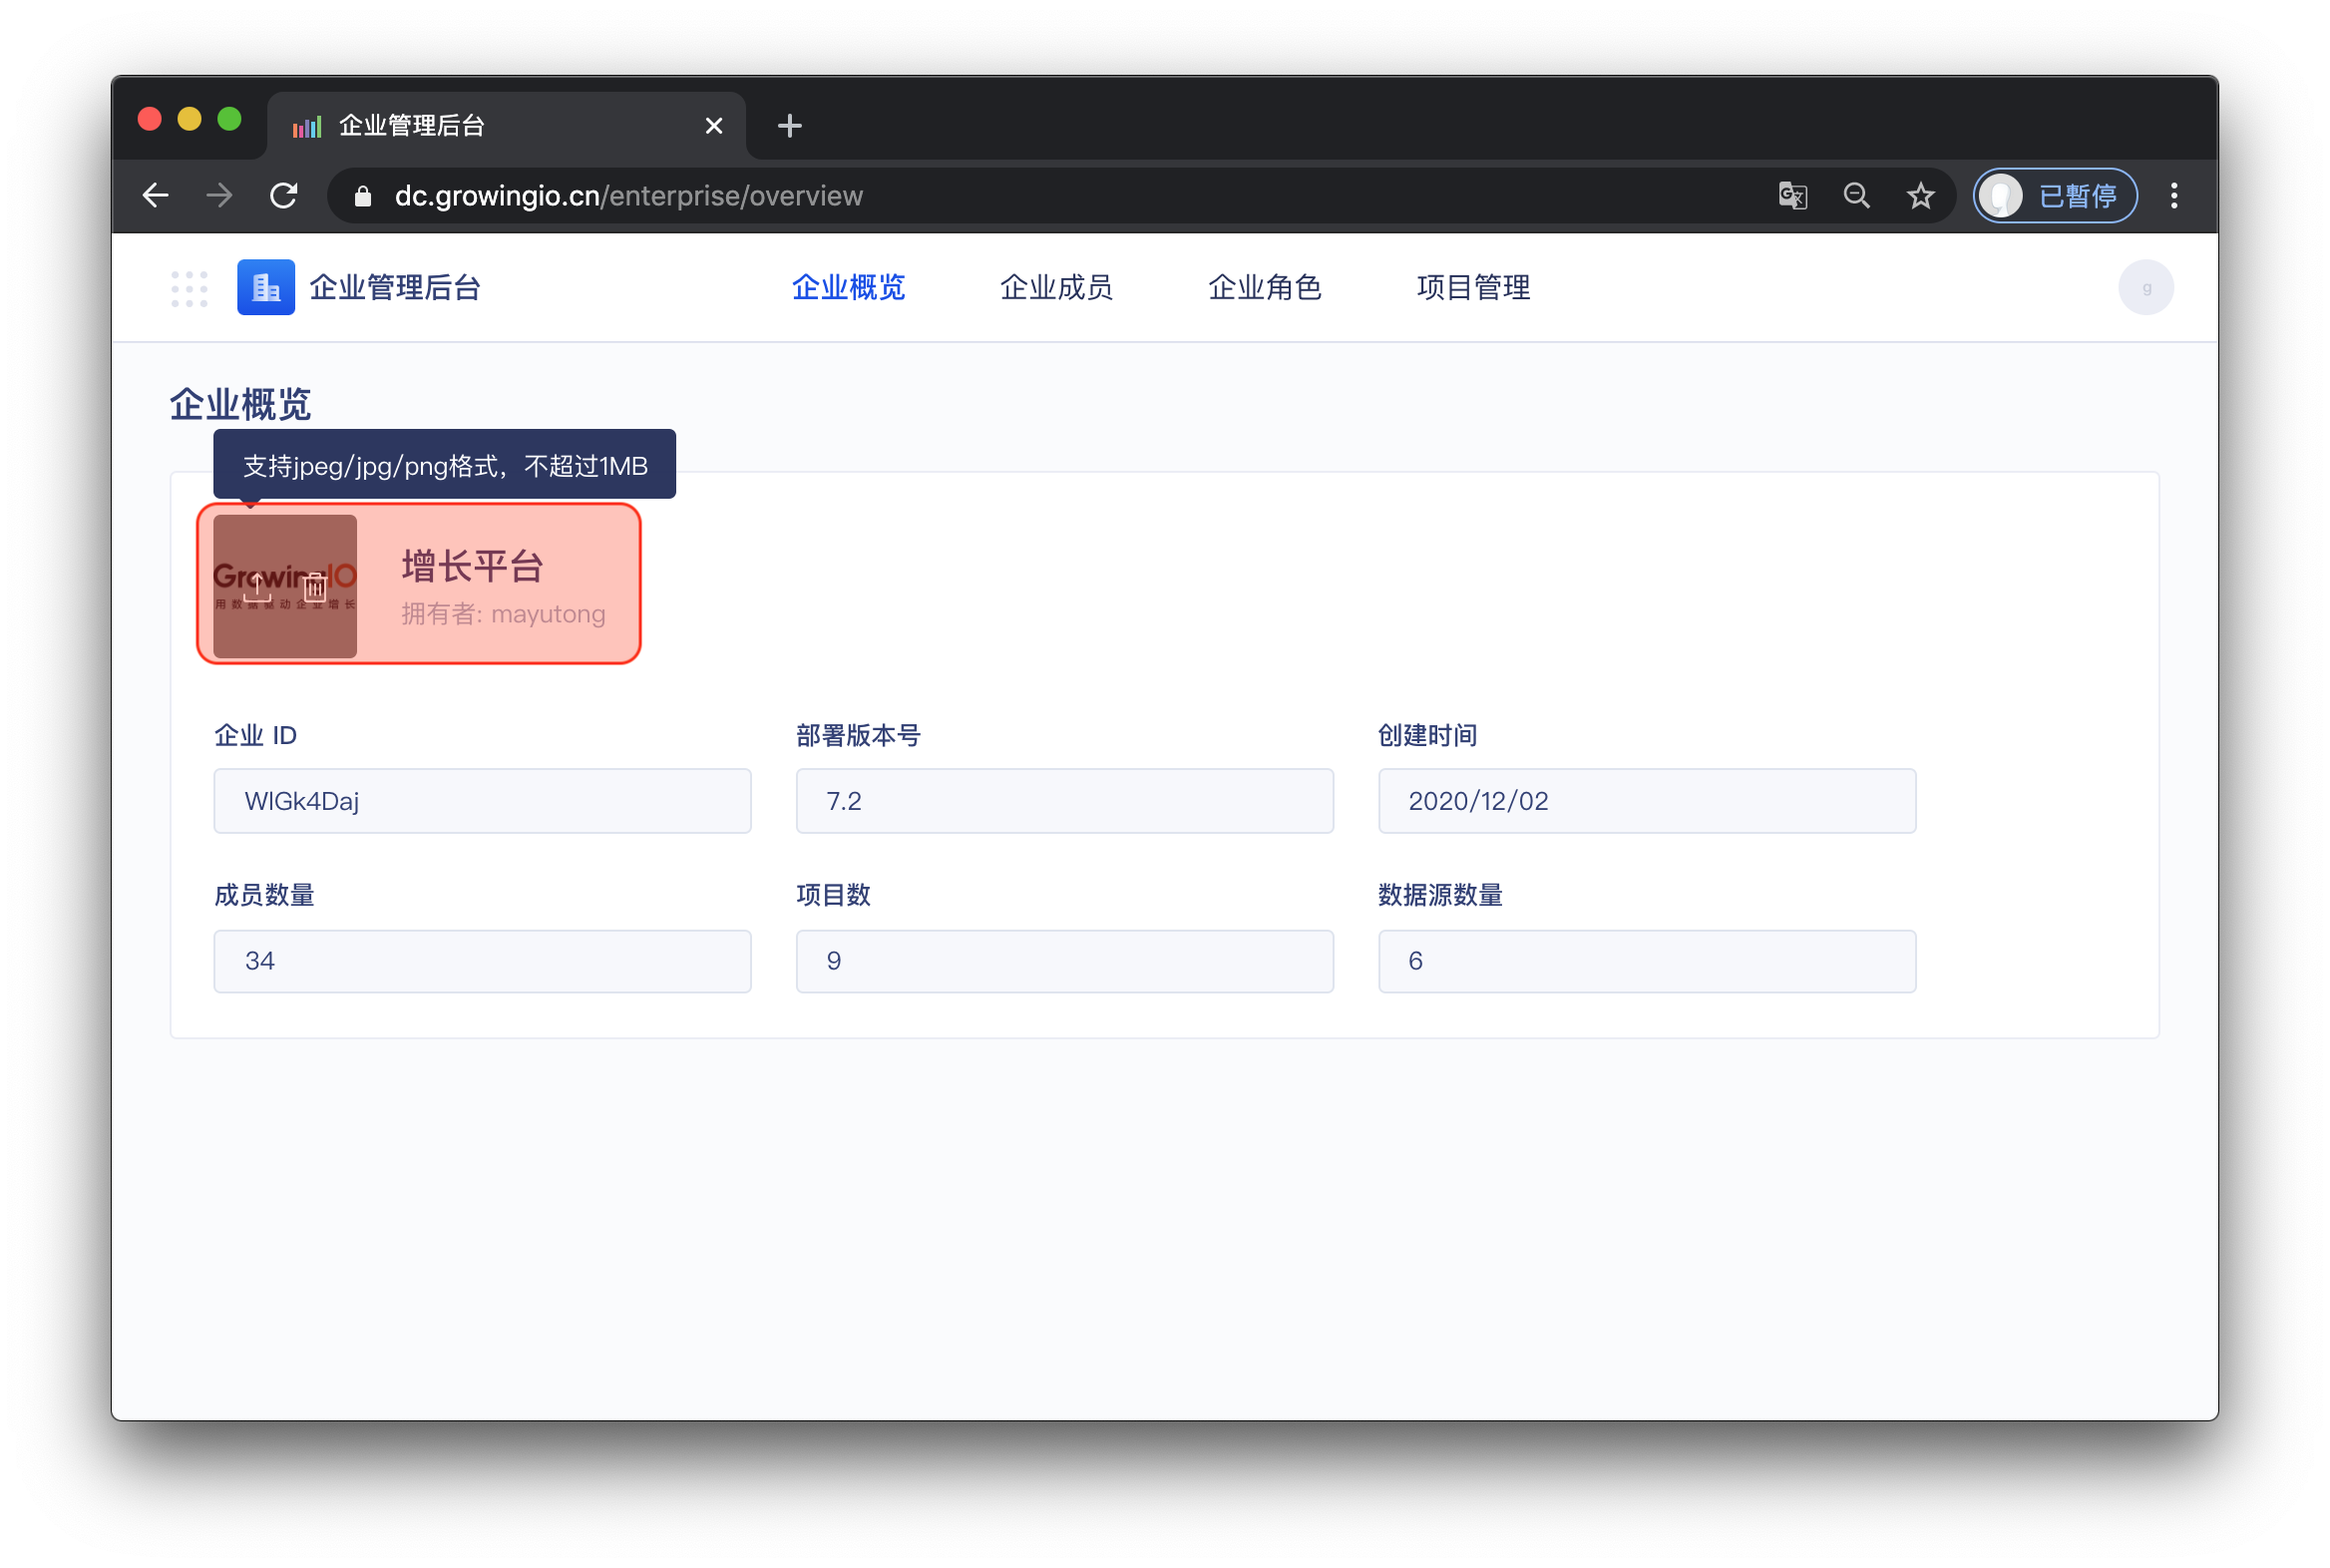 企业管理后台
dc.growingio.cn/enterprise/overview
已暂停
企业管理后台
企业概览
企业成员
企业角色
项目管理
g
企业概览
支持jpeg/jpg/png格式，不超过1MB
GrowingIO
用数据驱动企业增长
增长平台
拥有者: mayutong
企业 ID
部署版本号
创建时间
WlGk4Daj
7.2
2020/12/02
成员数量
项目数
数据源数量
34
9
6